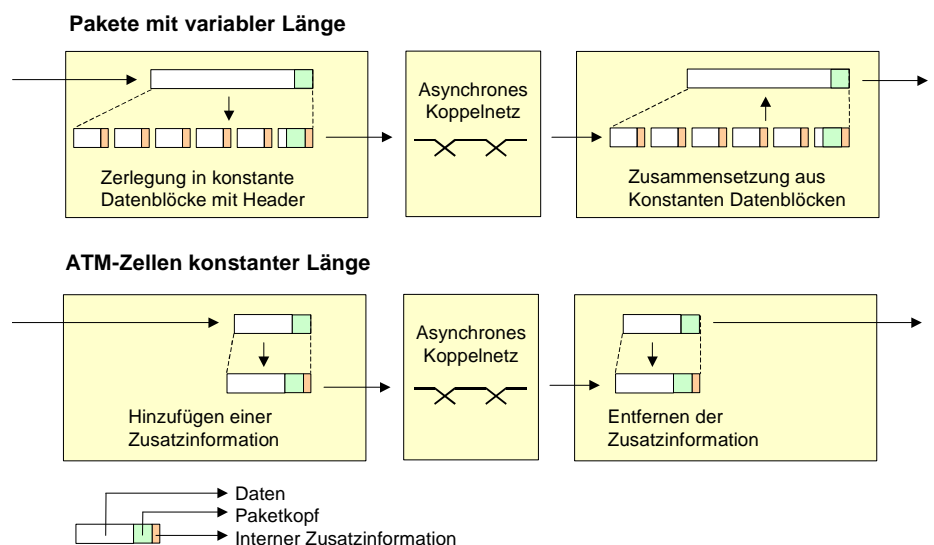 Pakete mit variabler Länge
Asynchrones
Koppelnetz
Zerlegung in konstante
Datenblöcke mit Header
Zusammensetzung aus
Konstanten Datenblöcken
ATM-Zellen konstanter Länge
Asynchrones
Koppelnetz
Hinzufügen einer
Zusatzinformation
Entfernen der
Zusatzinformation
Daten
Paketkopf
Interner Zusatzinformation